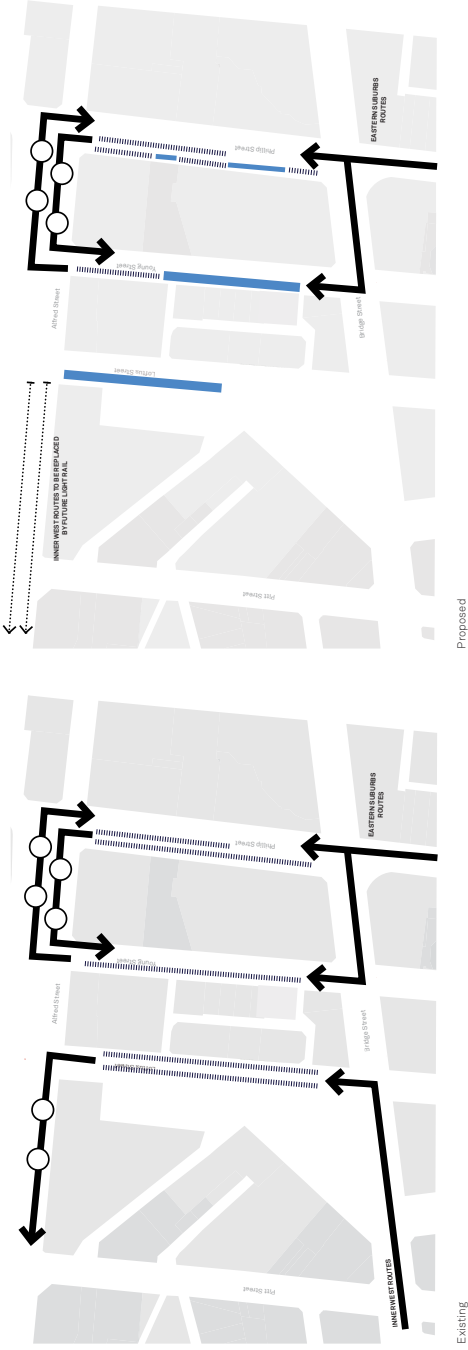 EASTERN SUBURBS
ROUTES
Phillip Street
Young Street
Alfred Street
Bridge Street
Loftus Street
INNER WEST ROUTES TO BE REPLACED
BY FUTURE LIGHT RAIL
Pitt Street
Proposed
EASTERN SUBURBS
ROUTES
Phillip Street
Young Street
Alfred Street
Bridge Street
Loftus Street
INNER WEST ROUTES
Pitt Street
Existing